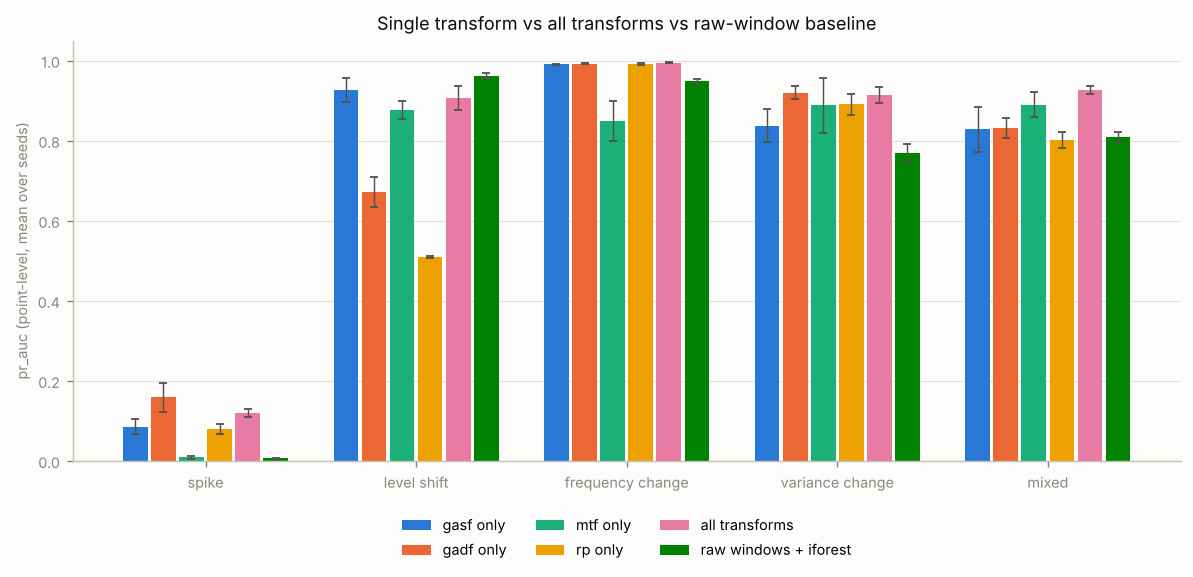 Single transform vs all transforms vs raw-window baseline
pr_auc (point-level, mean over seeds)
1.0
0.8
0.6
0.4
0.2
0.0
spike
level shift
frequency change
variance change
mixed
gasf only
mtf only
all transforms
gadf only
rp only
raw windows + iforest